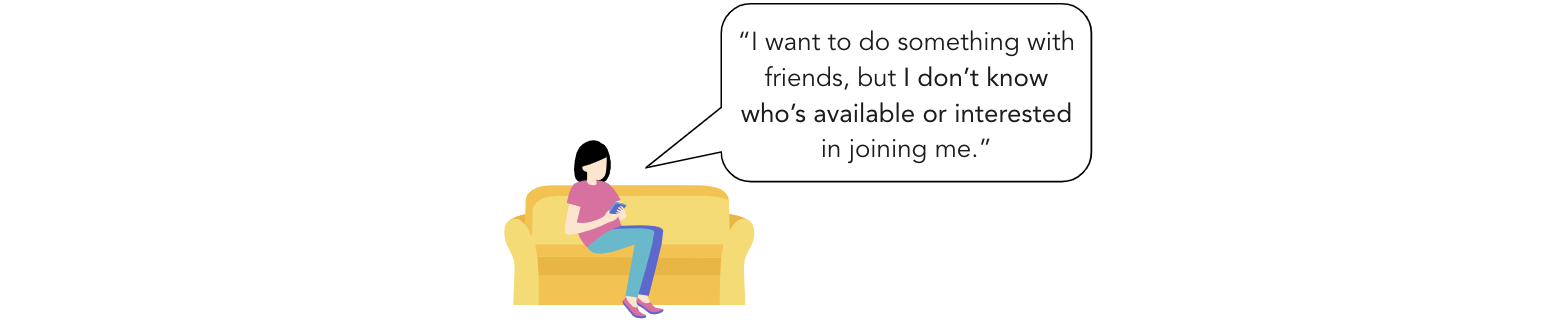 “I want to do something with
friends, but I don’t know
who’s available or interested
in joining me.”